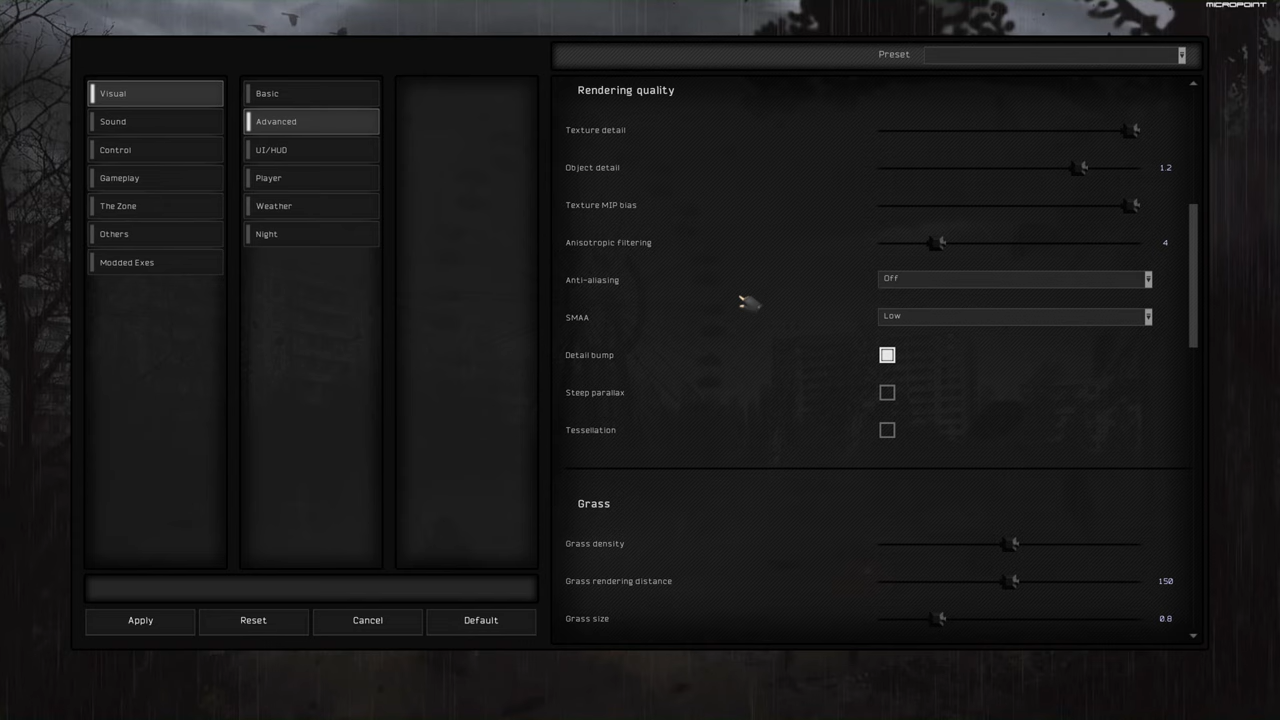 MICROPOINT
Preset
Visual
Sound
Control
Gameplay
The Zone
Others
Modded Exes
Basic
Advanced
UI/HUD
Player
Weather
Night
Rendering quality
Texture detail
Object detail 1.2
Texture MIP bias
Anisotropic filtering 4
Anti-aliasing Off
SMAA Low
Detail bump
Steep parallax
Tessellation
Grass
Grass density
Grass rendering distance 150
Grass size 0.8
Apply Reset Cancel Default